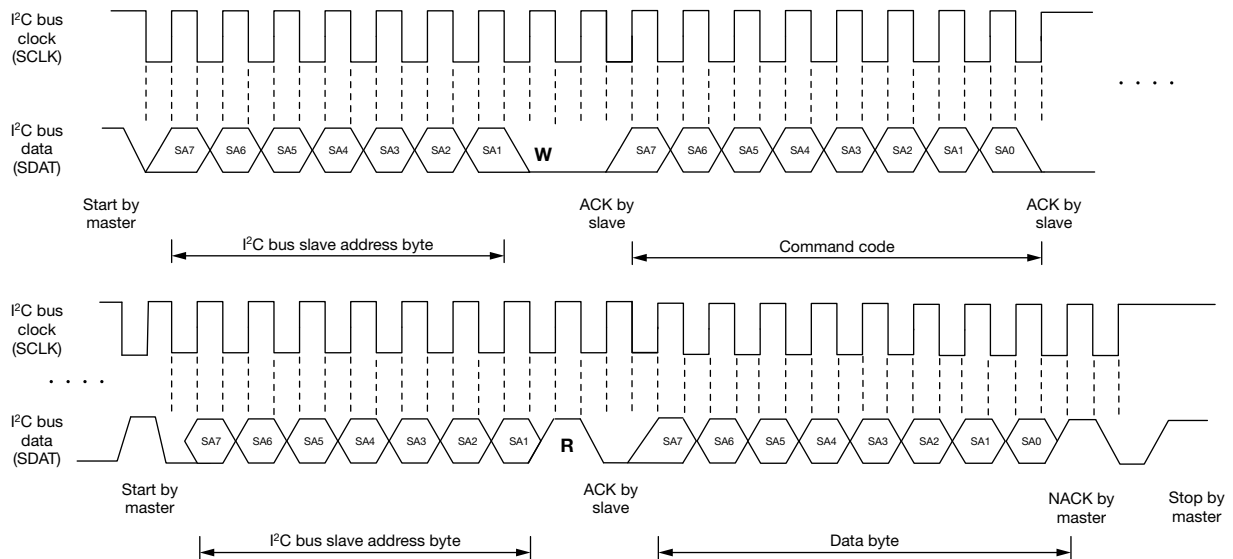 I²C bus
clock
(SCLK)
. . . .
I²C bus
data
(SDAT)
SA7 SA6 SA5 SA4 SA3 SA2 SA1 W SA7 SA6 SA5 SA4 SA3 SA2 SA1 SA0
Start by
master
ACK by
slave
ACK by
slave
I²C bus slave address byte
Command code
I²C bus
clock
(SCLK)
. . . .
I²C bus
data
(SDAT)
SA7 SA6 SA5 SA4 SA3 SA2 SA1 R SA7 SA6 SA5 SA4 SA3 SA2 SA1 SA0
Start by
master
ACK by
slave
NACK by
master
Stop by
master
I²C bus slave address byte
Data byte